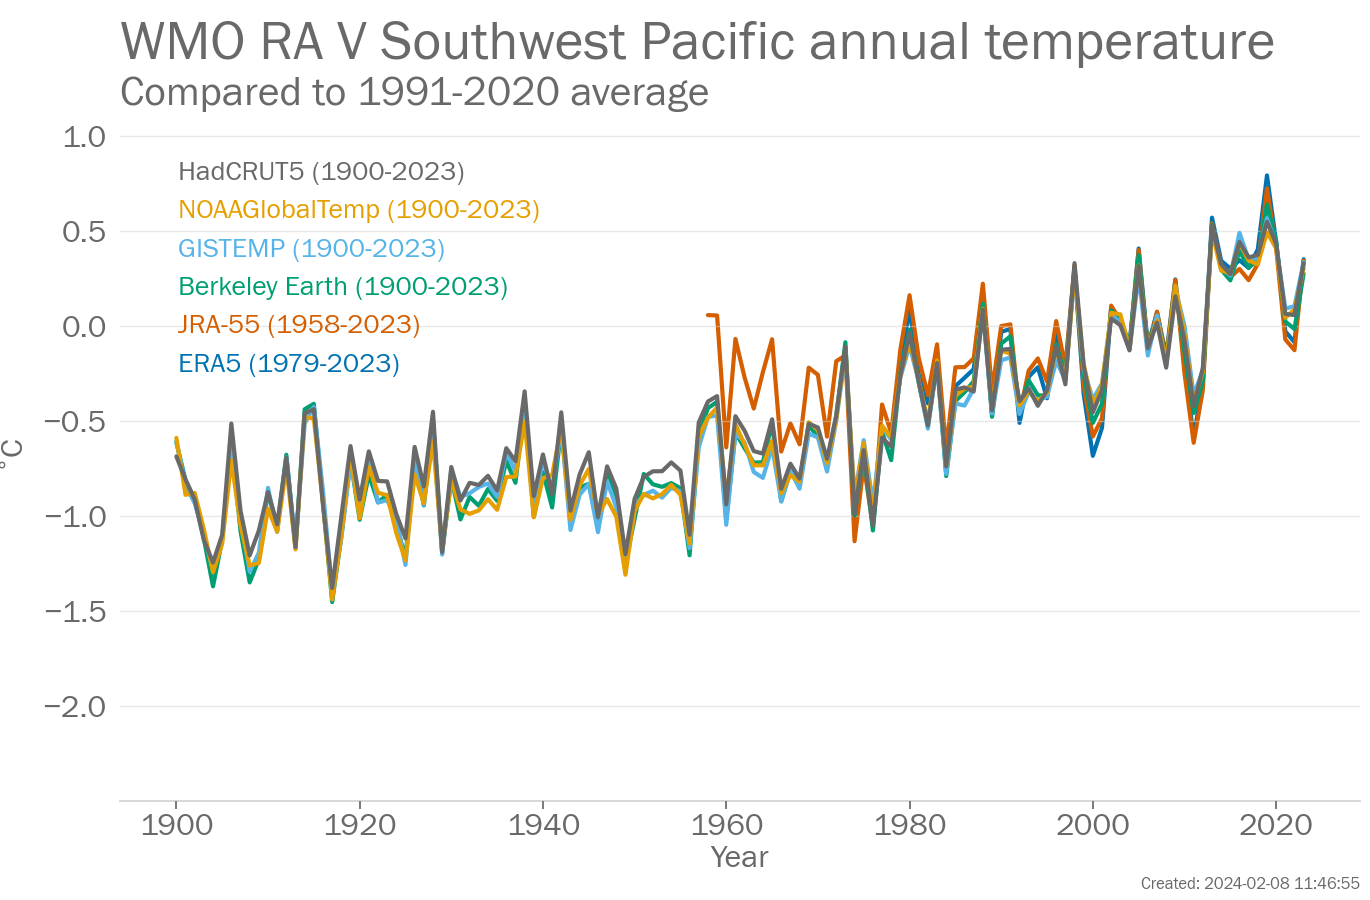 WMO RA V Southwest Pacific annual temperature
Compared to 1991-2020 average
1.0
HadCRUT5 (1900-2023)
NOAAGlobalTemp (1900-2023)
0.5
GISTEMP (1900-2023)
Berkeley Earth (1900-2023)
0.0
JRA-55 (1958-2023)
ERA5 (1979-2023)
−0.5
°C
−1.0
−1.5
−2.0
1900 1920 1940 1960 1980 2000 2020
Year
Created: 2024-02-08 11:46:55